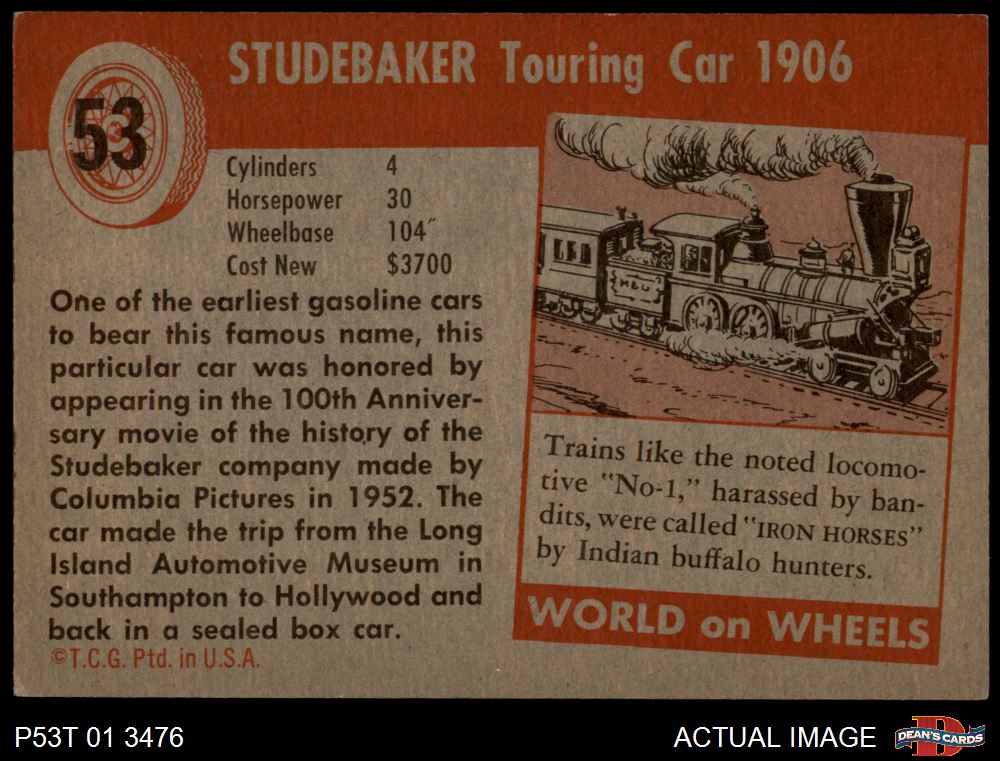 STUDEBAKER Touring Car 1906
53
Cylinders 4
Horsepower 30
Wheelbase 104"
Cost New $3700
One of the earliest gasoline cars
to bear this famous name, this
particular car was honored by
appearing in the 100th Anniver-
sary movie of the history of the
Studebaker company made by
Columbia Pictures in 1952. The
car made the trip from the Long
Island Automotive Museum in
Southampton to Hollywood and
back in a sealed box car.
©T.C.G. Ptd. in U.S.A.
Trains like the noted locomo-
tive "No-1," harassed by ban-
dits, were called "IRON HORSES"
by Indian buffalo hunters.
WORLD on WHEELS
P53T 01 3476
ACTUAL IMAGE
DEAN'S CARDS